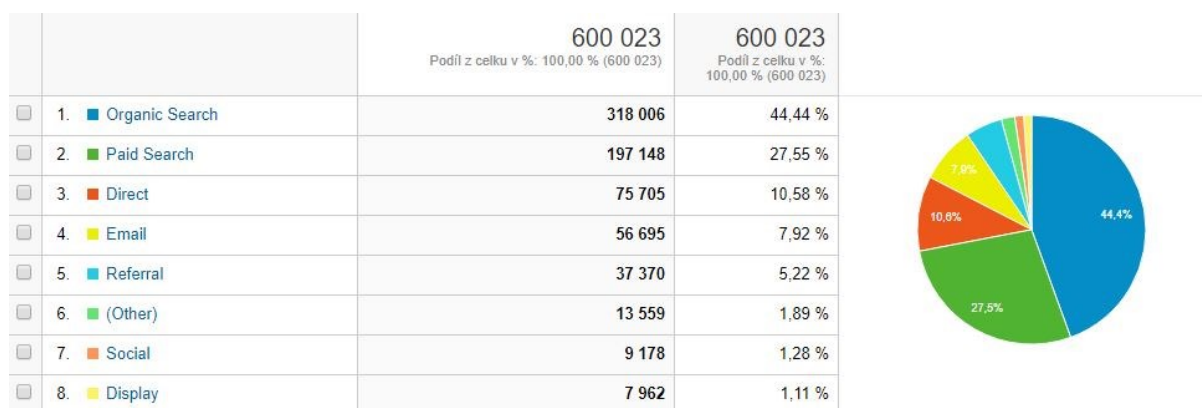 600 023
Podíl z celku v %: 100,00 % (600 023)
600 023
Podíl z celku v %:
100,00 % (600 023)
1. Organic Search 318 006 44,44 %
2. Paid Search 197 148 27,55 %
3. Direct 75 705 10,58 %
4. Email 56 695 7,92 %
5. Referral 37 370 5,22 %
6. (Other) 13 559 1,89 %
7. Social 9 178 1,28 %
8. Display 7 962 1,11 %
7,9%
10,6%
44,4%
27,5%